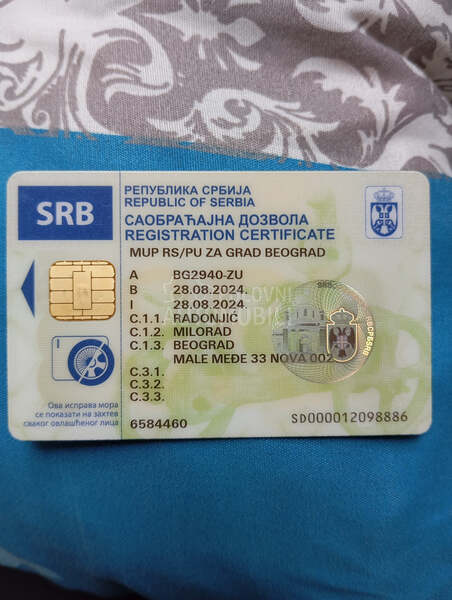 SRB
РЕПУБЛИКА СРБИЈА
REPUBLIC OF SERBIA
САОБРАЋАЈНА ДОЗВОЛА
REGISTRATION CERTIFICATE
MUP RS/PU ZA GRAD BEOGRAD
A BG2940-ZU
B 28.08.2024.
I 28.08.2024.
C.1.1. RADONJIĆ
C.1.2. MILORAD
C.1.3. BEOGRAD
MALE MEĐE 33 NOVA 002
C.3.1.
C.3.2.
C.3.3.
Ова исправа мора
се показати на захтев
сваког овлашћеног лица
6584460
SD000012098886
SRB